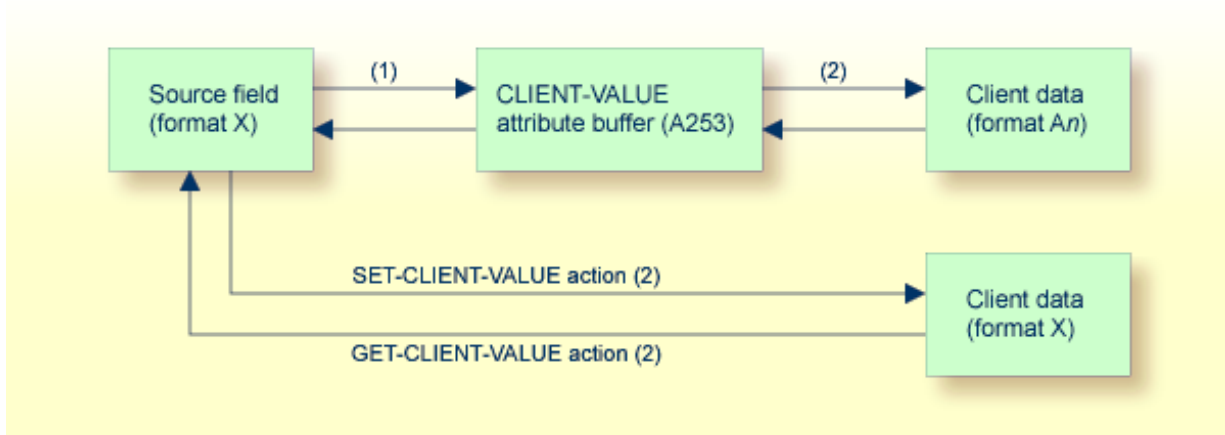 Source field
(format X)
(1)
CLIENT-VALUE
attribute buffer (A253)
(2)
Client data
(format An)
SET-CLIENT-VALUE action (2)
GET-CLIENT-VALUE action (2)
Client data
(format X)